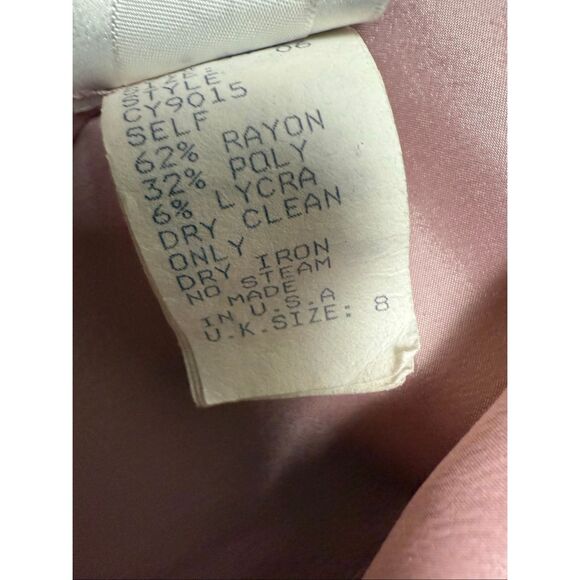 06
STYLE
CY9015
SELF
62% RAYON
32% POLY
6% LYCRA
DRY CLEAN
ONLY
DRY IRON
NO STEAM
MADE
IN U.S.A
U.K.SIZE: 8